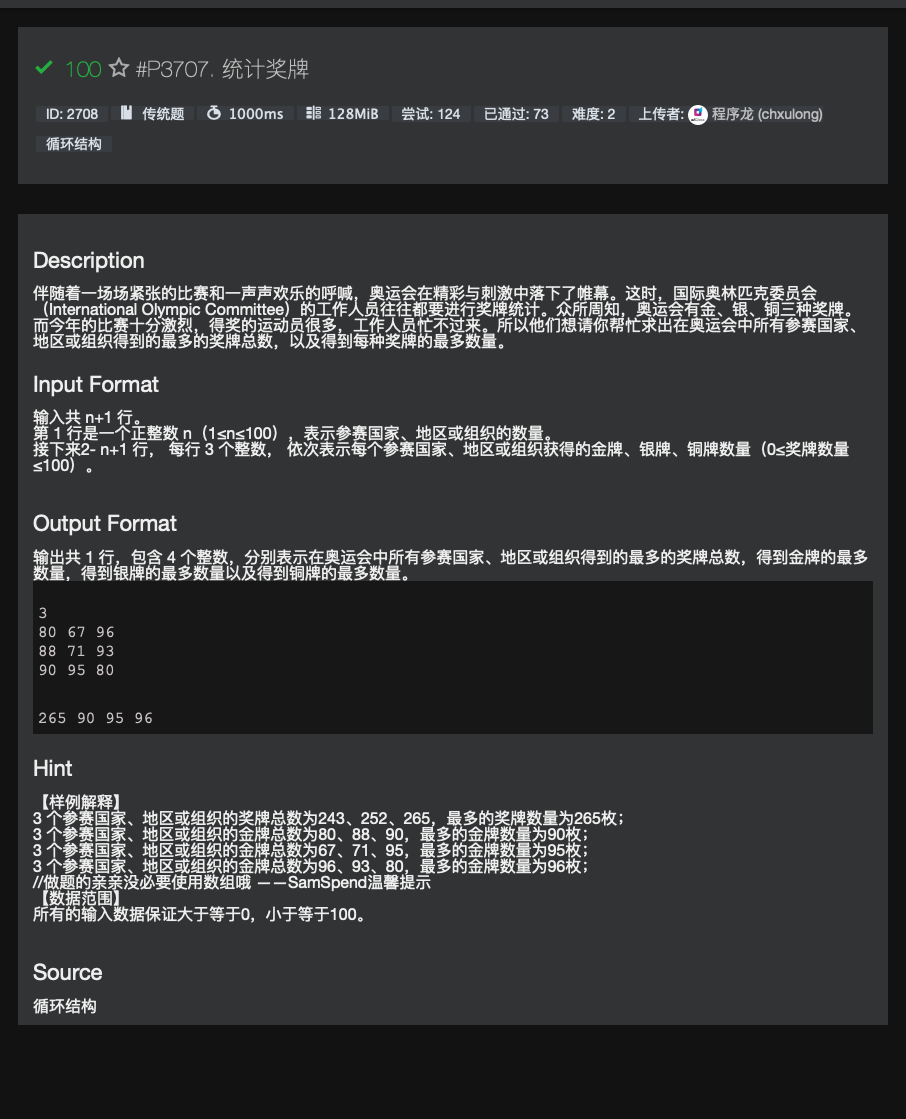 100 #P3707. 统计奖牌
ID: 2708 传统题 1000ms 128MiB 尝试: 124 已通过: 73 难度: 2 上传者: 程序龙 (chxulong)
循环结构
Description
伴随着一场场紧张的比赛和一声声欢乐的呼喊，奥运会在精彩与刺激中落下了帷幕。这时，国际奥林匹克委员会
（International Olympic Committee）的工作人员往往都要进行奖牌统计。众所周知，奥运会有金、银、铜三种奖牌。
而今年的比赛十分激烈，得奖的运动员很多，工作人员忙不过来。所以他们想请你帮忙求出在奥运会中所有参赛国家、
地区或组织得到的最多的奖牌总数，以及得到每种奖牌的最多数量。
Input Format
输入共 n+1 行。
第 1 行是一个正整数 n（1≤n≤100），表示参赛国家、地区或组织的数量。
接下来2- n+1 行， 每行 3 个整数， 依次表示每个参赛国家、地区或组织获得的金牌、银牌、铜牌数量（0≤奖牌数量
≤100）。
Output Format
输出共 1 行，包含 4 个整数，分别表示在奥运会中所有参赛国家、地区或组织得到的最多的奖牌总数，得到金牌的最多
数量，得到银牌的最多数量以及得到铜牌的最多数量。
3
80 67 96
88 71 93
90 95 80
265 90 95 96
Hint
【样例解释】
3 个参赛国家、地区或组织的奖牌总数为243、252、265，最多的奖牌数量为265枚；
3 个参赛国家、地区或组织的金牌总数为80、88、90，最多的金牌数量为90枚；
3 个参赛国家、地区或组织的金牌总数为67、71、95，最多的金牌数量为95枚；
3 个参赛国家、地区或组织的金牌总数为96、93、80，最多的金牌数量为96枚；
//做题的亲亲没必要使用数组哦 ——SamSpend温馨提示
【数据范围】
所有的输入数据保证大于等于0，小于等于100。
Source
循环结构